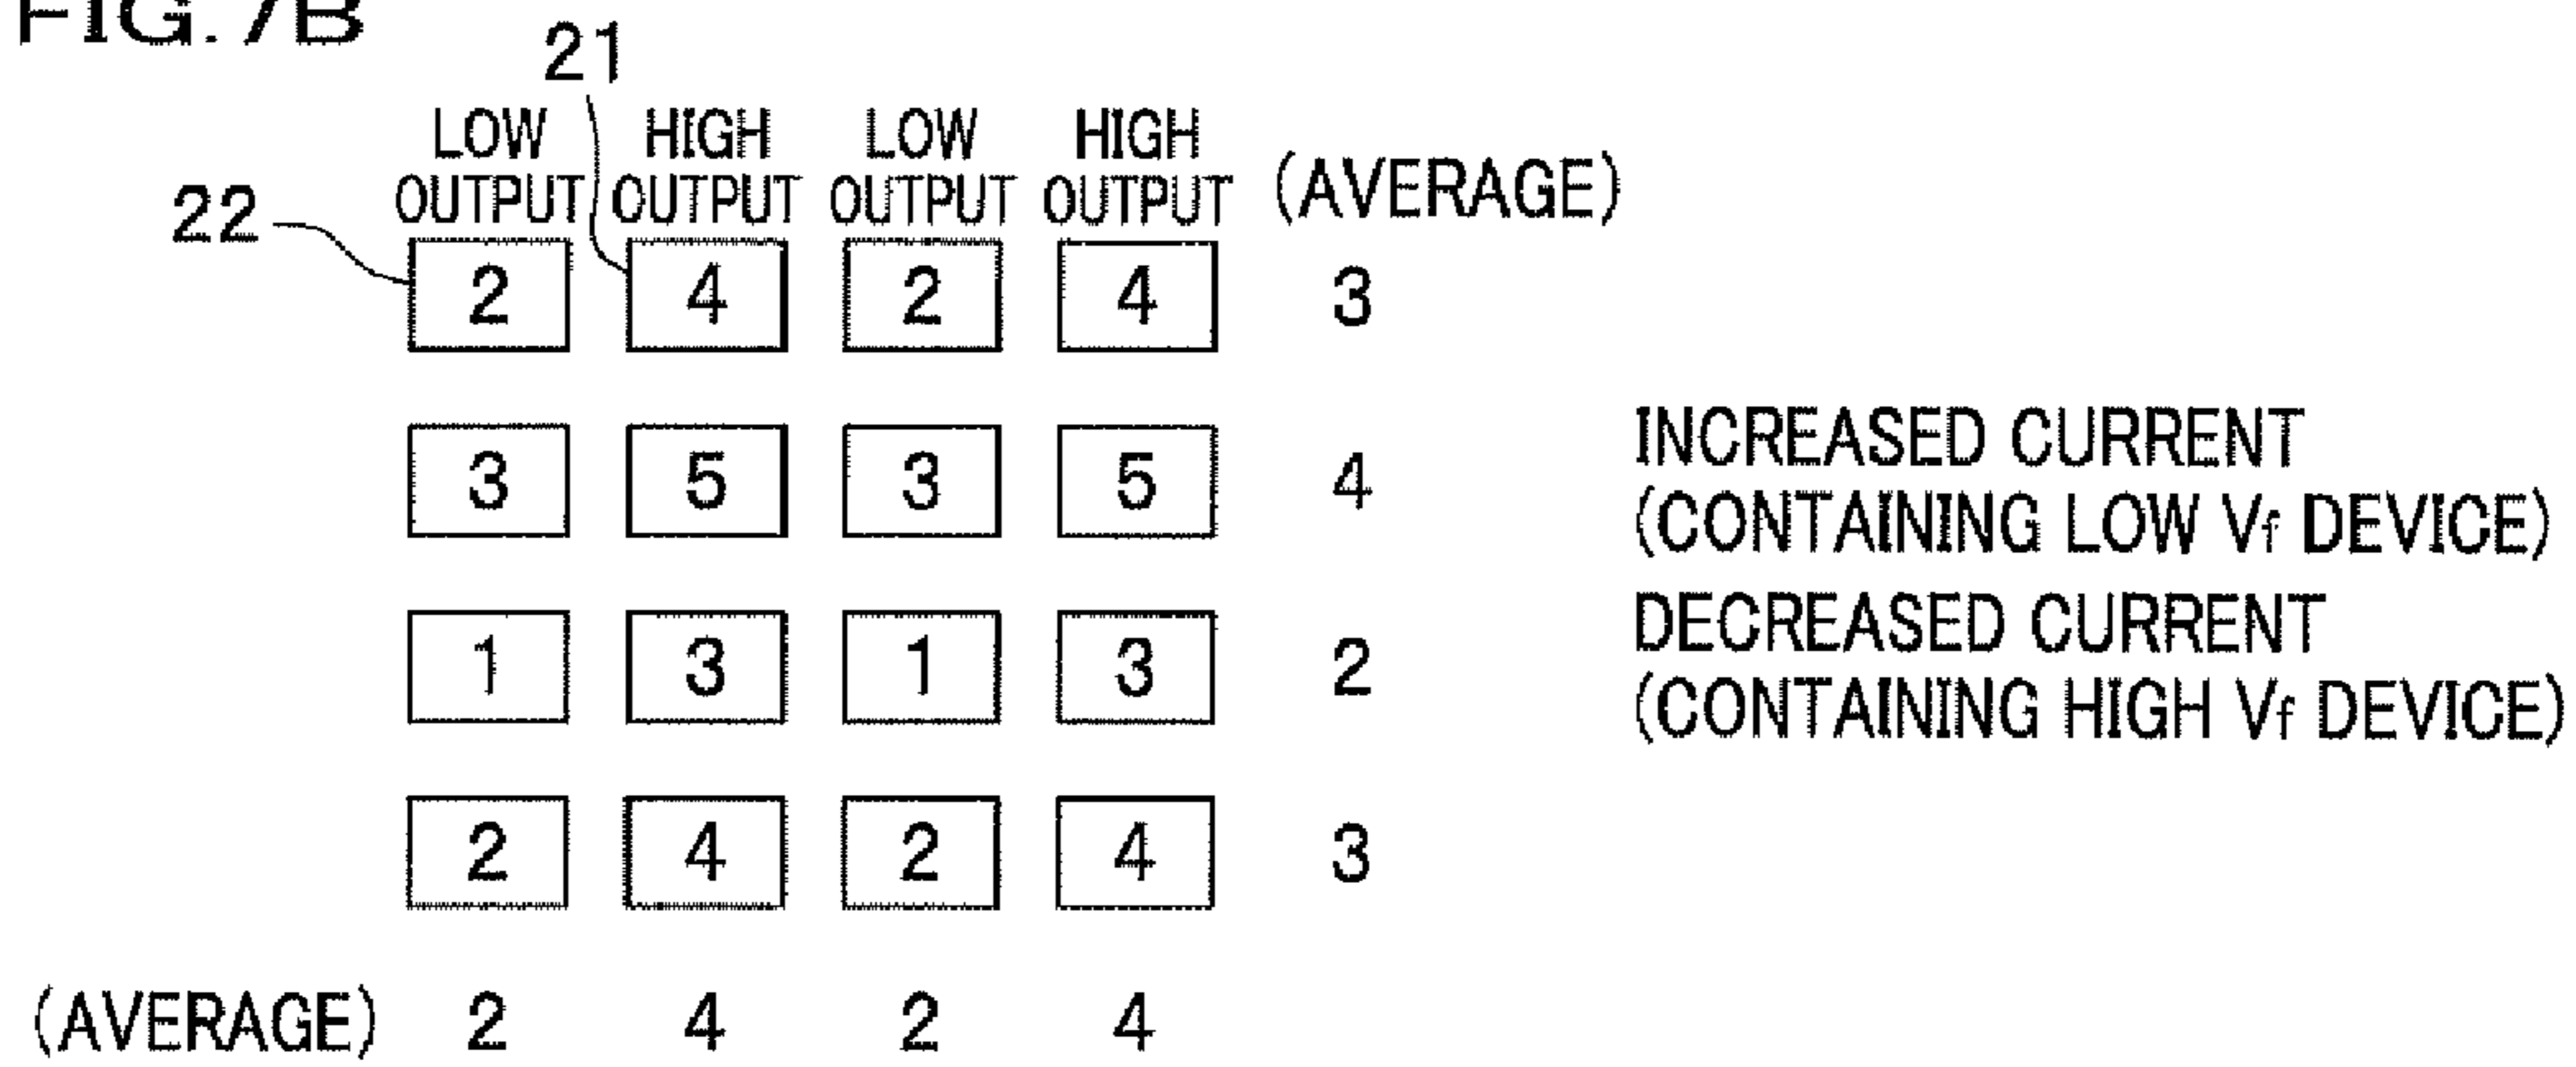 FIG. 7B
21
LOW HIGH LOW HIGH
22 OUTPUT OUTPUT OUTPUT OUTPUT (AVERAGE)
2 4 2 4 3
3 5 3 5 4
INCREASED CURRENT
(CONTAINING LOW Vf DEVICE)
1 3 1 3 2
DECREASED CURRENT
(CONTAINING HIGH Vf DEVICE)
2 4 2 4 3
(AVERAGE) 2 4 2 4